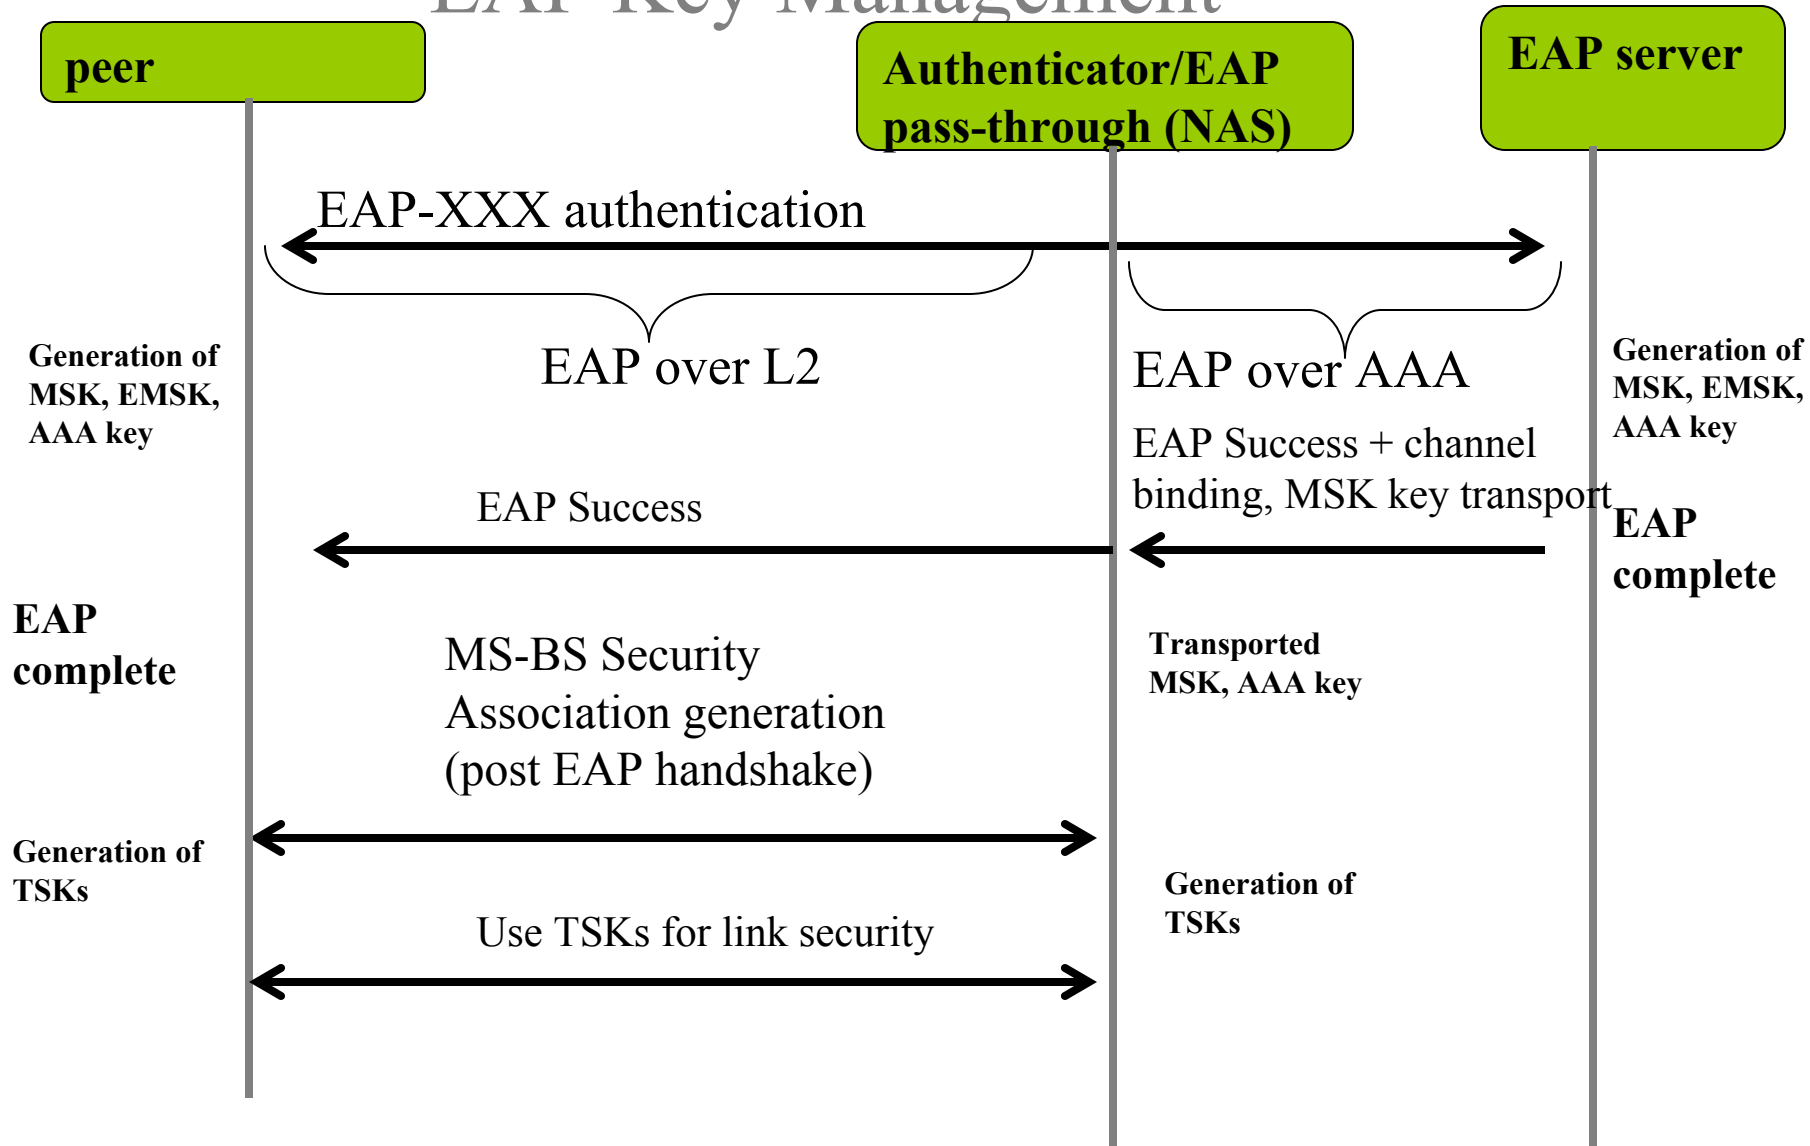 EAP Key Management
peer
Authenticator/EAP
pass-through (NAS)
EAP server
EAP-XXX authentication
Generation of
MSK, EMSK,
AAA key
EAP over L2
EAP over AAA
Generation of
MSK, EMSK,
AAA key
EAP Success + channel
binding, MSK key transport
EAP Success
EAP
complete
EAP
complete
MS-BS Security
Association generation
(post EAP handshake)
Transported
MSK, AAA key
Generation of
TSKs
Generation of
TSKs
Use TSKs for link security